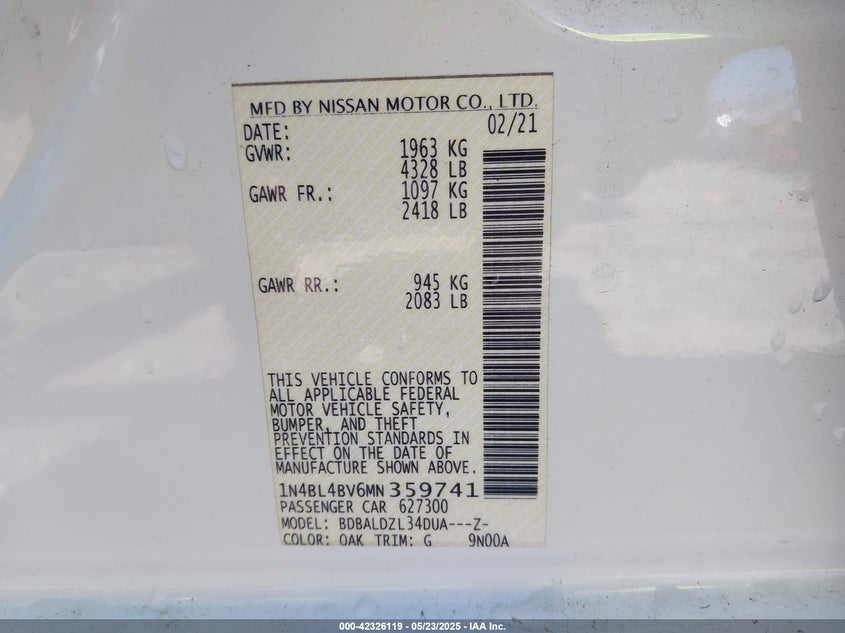 MFD BY NISSAN MOTOR CO., LTD.
DATE: 02/21
GVWR: 1963 KG
4328 LB
GAWR FR.: 1097 KG
2418 LB
GAWR RR.: 945 KG
2083 LB
THIS VEHICLE CONFORMS TO
ALL APPLICABLE FEDERAL
MOTOR VEHICLE SAFETY,
BUMPER, AND THEFT
PREVENTION STANDARDS IN
EFFECT ON THE DATE OF
MANUFACTURE SHOWN ABOVE.
1N4BL4BV6MN359741
PASSENGER CAR 627300
MODEL: BDBALDZL34DUA---Z-
COLOR: OAK TRIM: G 9N00A
000-42326119 - 05/23/2025 - IAA Inc.